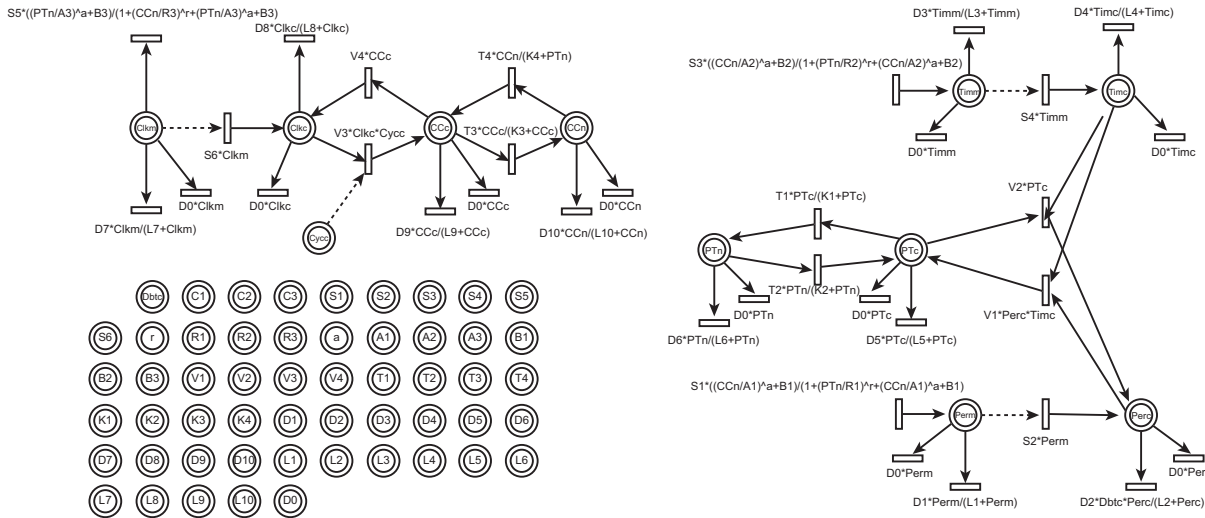 S5*((PTn/A3)^a+B3)/(1+(CCn/R3)^r+(PTn/A3)^a+B3)
D8*Clkc/(L8+Clkc)
V4*CCc
T4*CCn/(K4+PTn)
Clkm
Clkc
CCc
CCn
V3*Clkc*Cycc
T3*CCc/(K3+CCc)
S6*Clkm
D0*Clkm
D0*Clkc
D0*CCc
D0*CCn
D7*Clkm/(L7+Clkm)
Cycc
D9*CCc/(L9+CCc)
D10*CCn/(L10+CCn)
Dbtc C1 C2 C3 S1 S2 S3 S4 S5
S6 r R1 R2 R3 a A1 A2 A3 B1
B2 B3 V1 V2 V3 V4 T1 T2 T3 T4
K1 K2 K3 K4 D1 D2 D3 D4 D5 D6
D7 D8 D9 D10 L1 L2 L3 L4 L5 L6
L7 L8 L9 L10 D0
D3*Timm/(L3+Timm)
D4*Timc/(L4+Timc)
S3*((CCn/A2)^a+B2)/(1+(PTn/R2)^r+(CCn/A2)^a+B2)
Timm
Timc
S4*Timm
D0*Timm
D0*Timc
T1*PTc/(K1+PTc)
V2*PTc
PTn
PTc
T2*PTn/(K2+PTn)
D0*PTn
D0*PTc
V1*Perc*Timc
D6*PTn/(L6+PTn)
D5*PTc/(L5+PTc)
S1*((CCn/A1)^a+B1)/(1+(PTn/R1)^r+(CCn/A1)^a+B1)
Perm
Perc
S2*Perm
D0*Perm
D0*Per
D1*Perm/(L1+Perm)
D2*Dbtc*Perc/(L2+Perc)